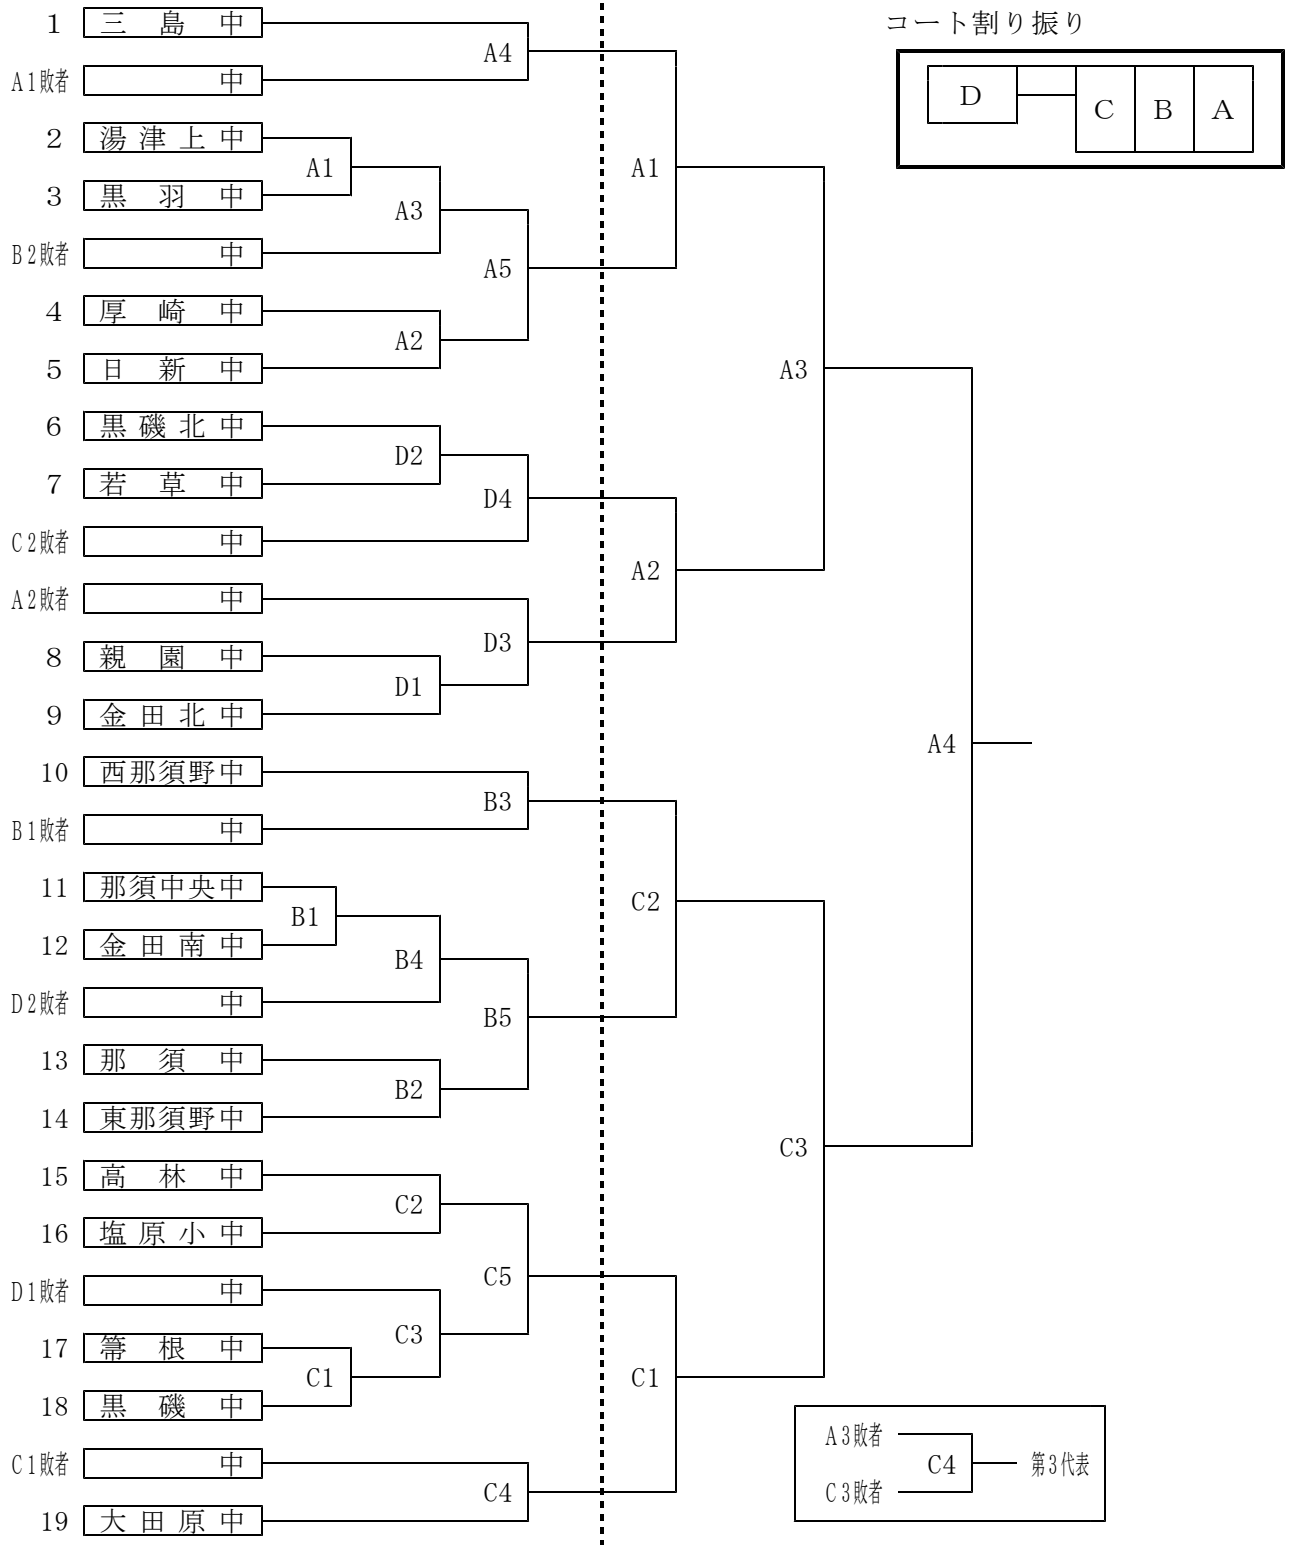 コート割り振り
D
C B A
1 三島中
A4
A1敗者 中
2 湯津上中
A1
3 黒羽中
A3
B2敗者 中
A5
4 厚崎中
A2
5 日新中
A1
A3
6 黒磯北中
D2
7 若草中
D4
C2敗者 中
A2
A2敗者 中
D3
8 親園中
D1
9 金田北中
A4
10 西那須野中
B3
B1敗者 中
11 那須中央中
B1
12 金田南中
B4
D2敗者 中
B5
13 那須中
B2
14 東那須野中
C2
C3
15 高林中
C2
16 塩原小中
C5
D1敗者 中
C3
17 箒根中
C1
18 黒磯中
C1
C1敗者 中
C4
19 大田原中
A3敗者
C4 第3代表
C3敗者